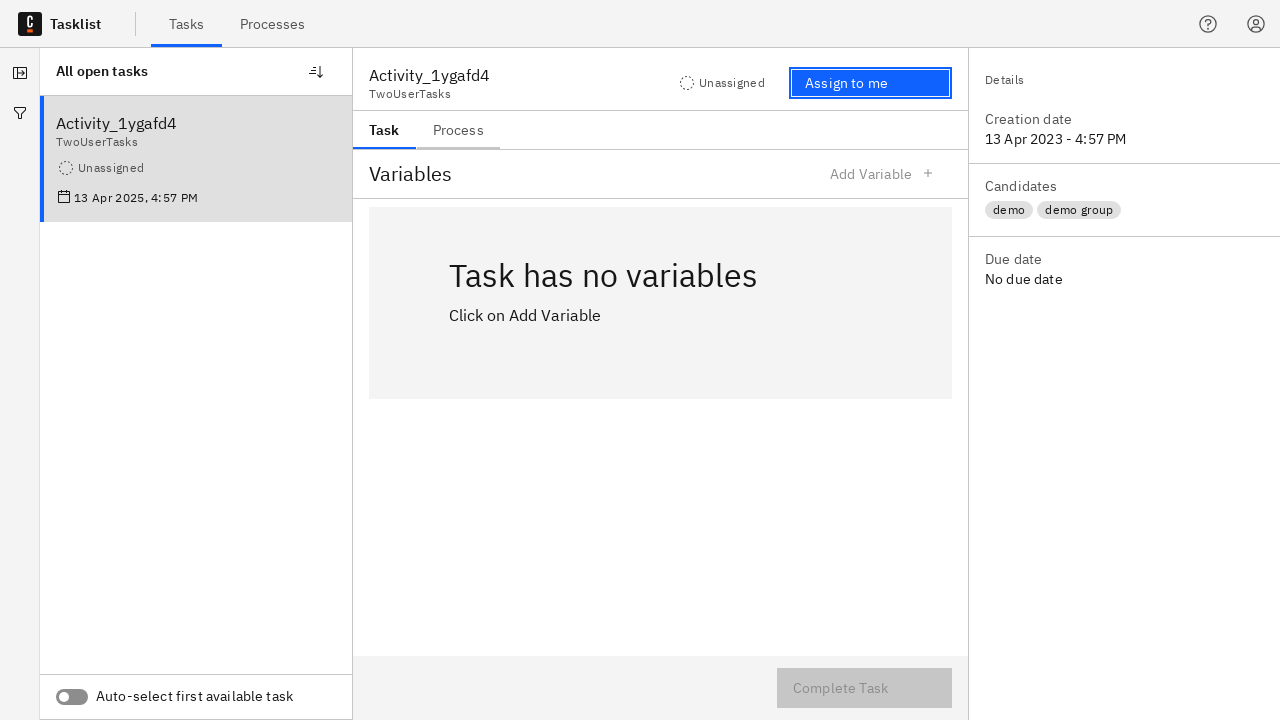 Tasklist
Tasks
Processes
All open tasks
Activity_1ygafd4
TwoUserTasks
Unassigned
13 Apr 2025, 4:57 PM
Auto-select first available task
Activity_1ygafd4
TwoUserTasks
Unassigned
Assign to me
Task
Process
Variables
Add Variable +
Task has no variables
Click on Add Variable
Complete Task
Details
Creation date
13 Apr 2023 - 4:57 PM
Candidates
demo
demo group
Due date
No due date